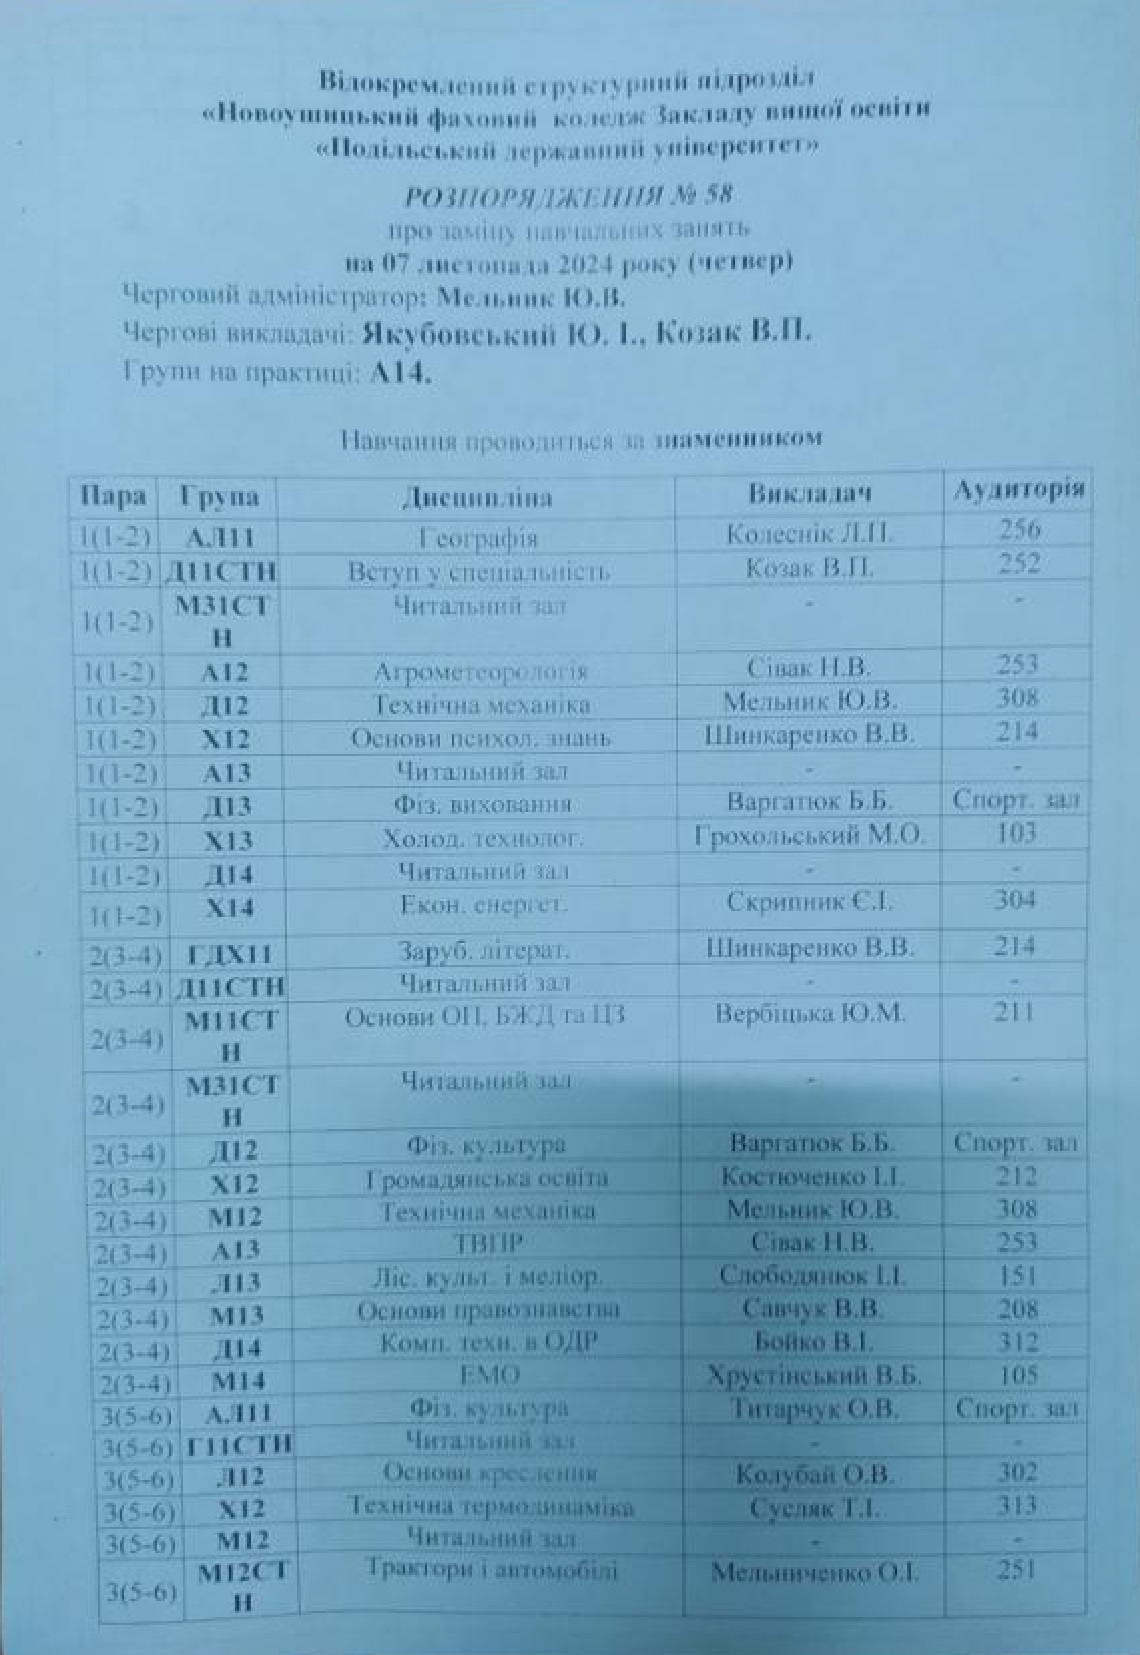 Відокремлений структурний підрозділ
«Новоушицький фаховий коледж Закладу вищої освіти
«Подільський державний університет»
РОЗПОРЯДЖЕННЯ № 58
про заміну навчальних занять
на 07 листопада 2024 року (четвер)
Черговий адміністратор: Мельник Ю.В.
Чергові викладачі: Якубовський Ю. І., Козак В.П.
Групи на практиці: А14.
Навчання проводиться за знаменником
Пара Група Дисципліна Викладач Аудиторія
1(1-2) АЛ11 Географія Колеснік Л.П. 256
1(1-2) Д11СТН Вступ у спеціальність Козак В.П. 252
1(1-2) М31СТ Читальний зал - -
Н
1(1-2) А12 Агрометеорологія Сівак Н.В. 253
1(1-2) Д12 Технічна механіка Мельник Ю.В. 308
1(1-2) Х12 Основи психол. знань Шинкаренко В.В. 214
1(1-2) А13 Читальний зал - -
1(1-2) Д13 Фіз. виховання Варгатюк Б.Б. Спорт. зал
1(1-2) Х13 Холод. технолог. Грохольський М.О. 103
1(1-2) Д14 Читальний зал - -
1(1-2) Х14 Екон. енергет. Скрипник Є.І. 304
2(3-4) ГДХ11 Заруб. літерат. Шинкаренко В.В. 214
2(3-4) Д11СТН Читальний зал - -
2(3-4) М11СТ Основи ОП, БЖД та ЦЗ Вербіцька Ю.М. 211
Н
2(3-4) М31СТ Читальний зал - -
Н
2(3-4) Д12 Фіз. культура Варгатюк Б.Б. Спорт. зал
2(3-4) Х12 Громадянська освіта Костюченко І.І. 212
2(3-4) М12 Технічна механіка Мельник Ю.В. 308
2(3-4) А13 ТВПР Сівак Н.В. 253
2(3-4) Л13 Ліс. культ. і меліор. Слободянюк І.І. 151
2(3-4) М13 Основи правознавства Савчук В.В. 208
2(3-4) Д14 Комп. техн. в ОДР Бойко В.І. 312
2(3-4) М14 ЕМО Хрустінський В.Б. 105
3(5-6) АЛ11 Фіз. культура Титарчук О.В. Спорт. зал
3(5-6) Г11СТН Читальний зал - -
3(5-6) Л12 Основи креслення Колубай О.В. 302
3(5-6) Х12 Технічна термодинаміка Сусляк Т.І. 313
3(5-6) М12 Читальний зал - -
3(5-6) М12СТ Трактори і автомобілі Мельниченко О.І. 251
Н